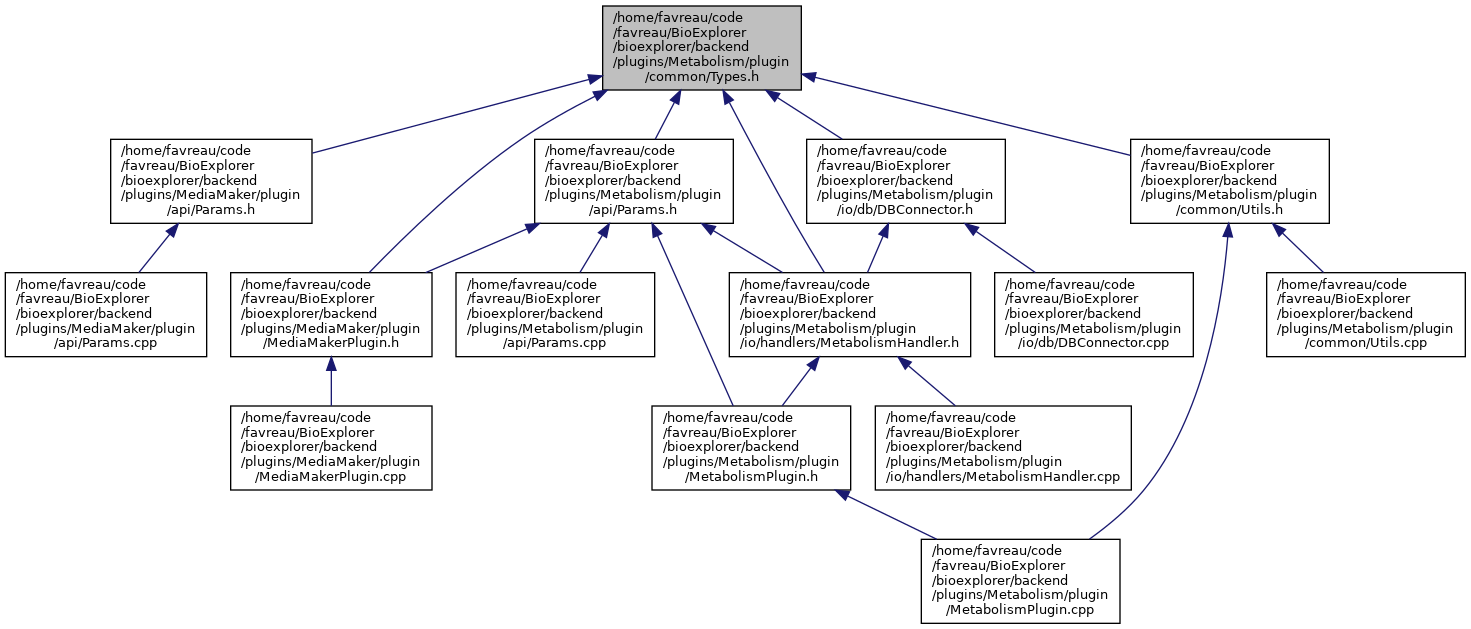 /home/favreau/code
/favreau/BioExplorer
/bioexplorer/backend
/plugins/Metabolism/plugin
/common/Types.h
/home/favreau/code
/favreau/BioExplorer
/bioexplorer/backend
/plugins/MediaMaker/plugin
/api/Params.h
/home/favreau/code
/favreau/BioExplorer
/bioexplorer/backend
/plugins/Metabolism/plugin
/api/Params.h
/home/favreau/code
/favreau/BioExplorer
/bioexplorer/backend
/plugins/Metabolism/plugin
/io/db/DBConnector.h
/home/favreau/code
/favreau/BioExplorer
/bioexplorer/backend
/plugins/Metabolism/plugin
/common/Utils.h
/home/favreau/code
/favreau/BioExplorer
/bioexplorer/backend
/plugins/MediaMaker/plugin
/api/Params.cpp
/home/favreau/code
/favreau/BioExplorer
/bioexplorer/backend
/plugins/MediaMaker/plugin
/MediaMakerPlugin.h
/home/favreau/code
/favreau/BioExplorer
/bioexplorer/backend
/plugins/Metabolism/plugin
/api/Params.cpp
/home/favreau/code
/favreau/BioExplorer
/bioexplorer/backend
/plugins/Metabolism/plugin
/io/handlers/MetabolismHandler.h
/home/favreau/code
/favreau/BioExplorer
/bioexplorer/backend
/plugins/Metabolism/plugin
/io/db/DBConnector.cpp
/home/favreau/code
/favreau/BioExplorer
/bioexplorer/backend
/plugins/Metabolism/plugin
/common/Utils.cpp
/home/favreau/code
/favreau/BioExplorer
/bioexplorer/backend
/plugins/MediaMaker/plugin
/MediaMakerPlugin.cpp
/home/favreau/code
/favreau/BioExplorer
/bioexplorer/backend
/plugins/Metabolism/plugin
/MetabolismPlugin.h
/home/favreau/code
/favreau/BioExplorer
/bioexplorer/backend
/plugins/Metabolism/plugin
/io/handlers/MetabolismHandler.cpp
/home/favreau/code
/favreau/BioExplorer
/bioexplorer/backend
/plugins/Metabolism/plugin
/MetabolismPlugin.cpp